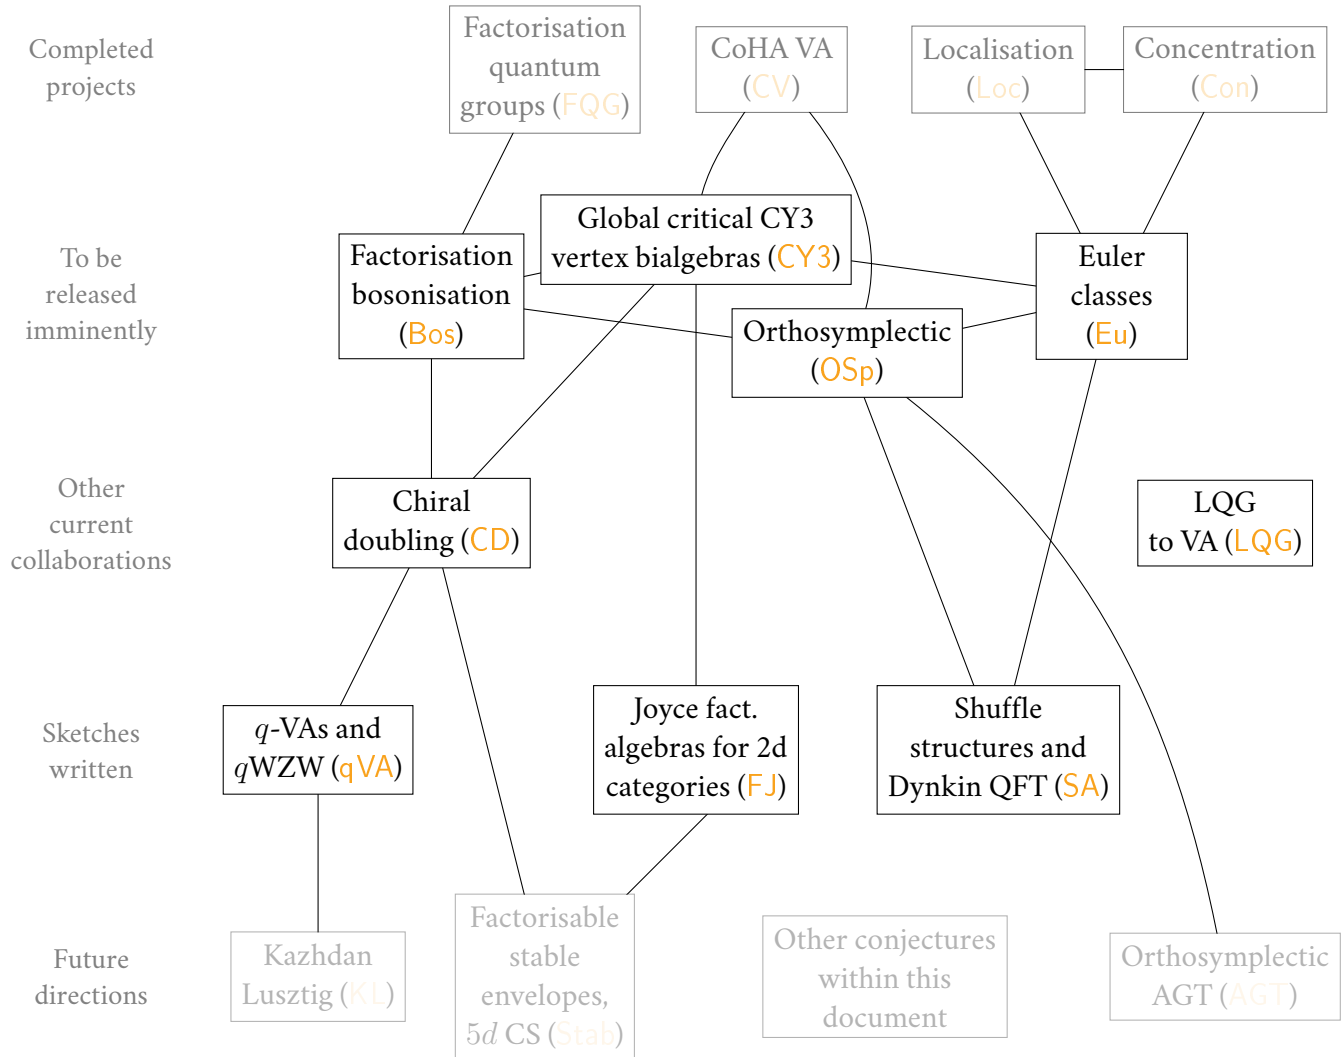 Completed
projects
Factorisation
quantum
groups (FQG)
CoHA VA
(CV)
Localisation
(Loc)
Concentration
(Con)
To be
released
imminently
Factorisation
bosonisation
(Bos)
Global critical CY3
vertex bialgebras (CY3)
Orthosymplectic
(OSp)
Euler
classes
(Eu)
Other
current
collaborations
Chiral
doubling (CD)
LQG
to VA (LQG)
Sketches
written
q-VAs and
qWZW (qVA)
Joyce fact.
algebras for 2d
categories (FJ)
Shuffle
structures and
Dynkin QFT (SA)
Future
directions
Kazhdan
Lusztig (KL)
Factorisable
stable
envelopes,
5d CS (Stab)
Other conjectures
within this
document
Orthosymplectic
AGT (AGT)